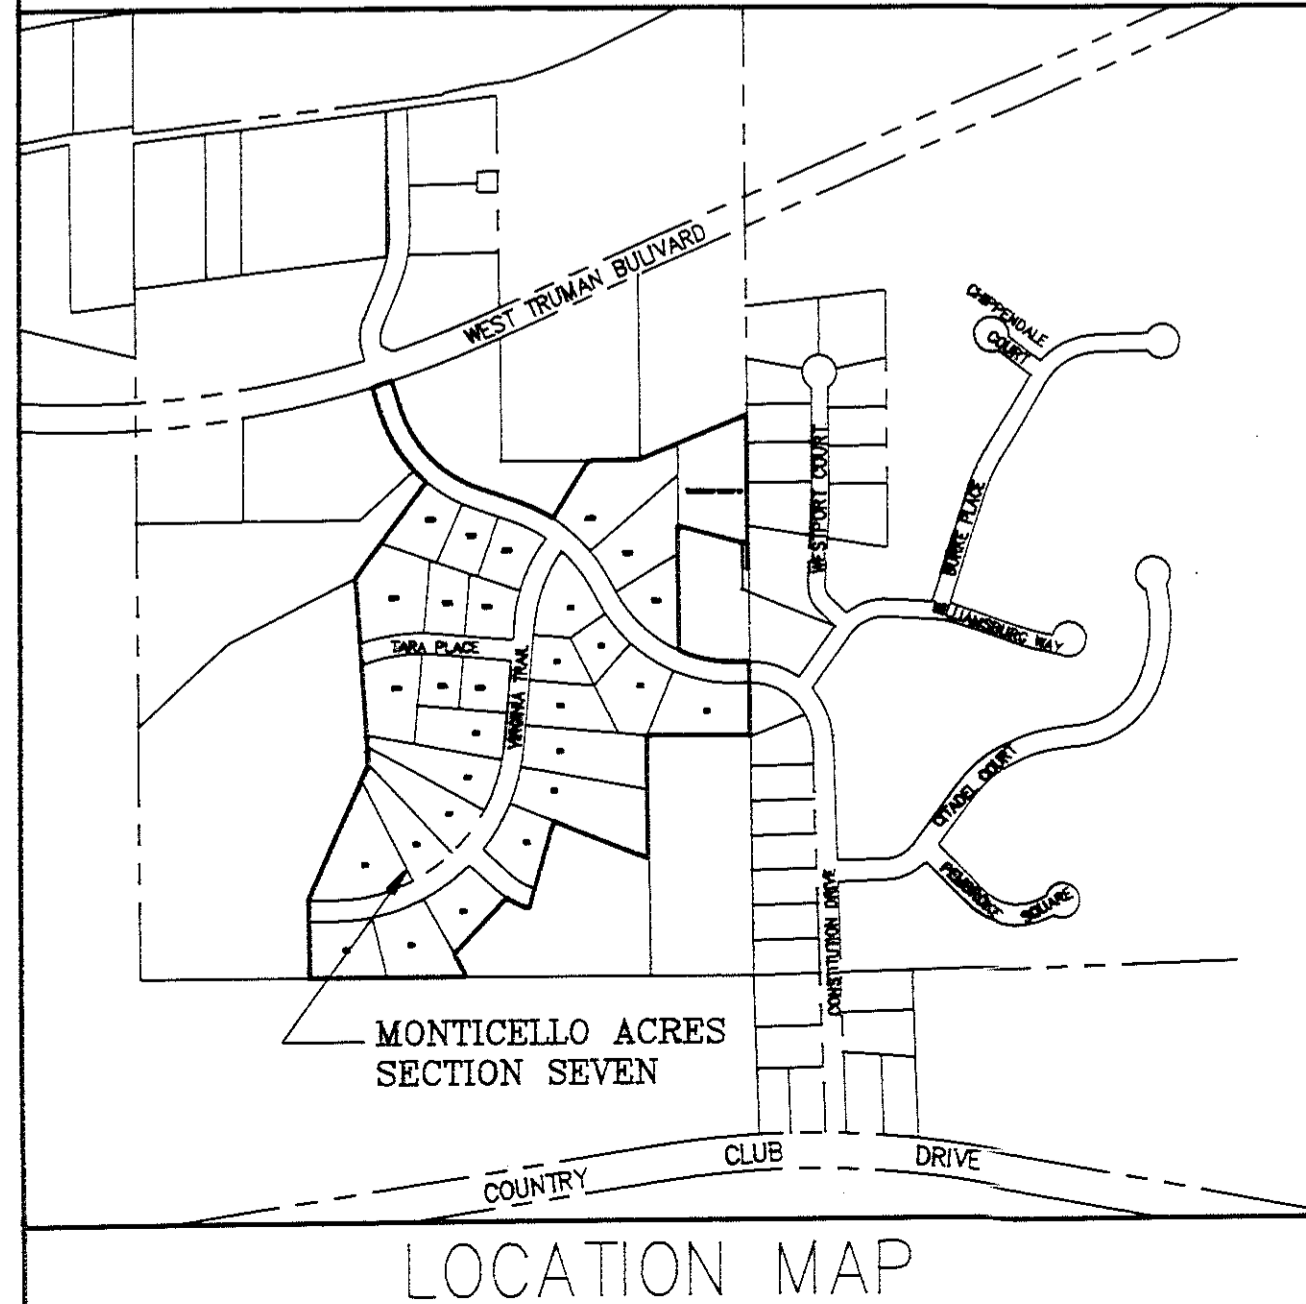 WEST TRUMAN BULIVARD
CHIPPENDALE
COURT
WESTPORT COURT
BURKE PLACE
WILLIAMSBURG WAY
TARA PLACE
VIRGINIA TRAIL
CITADEL COURT
PEMBROKE SQUARE
CONSTITUTION DRIVE
MONTICELLO ACRES
SECTION SEVEN
COUNTRY CLUB DRIVE
LOCATION MAP